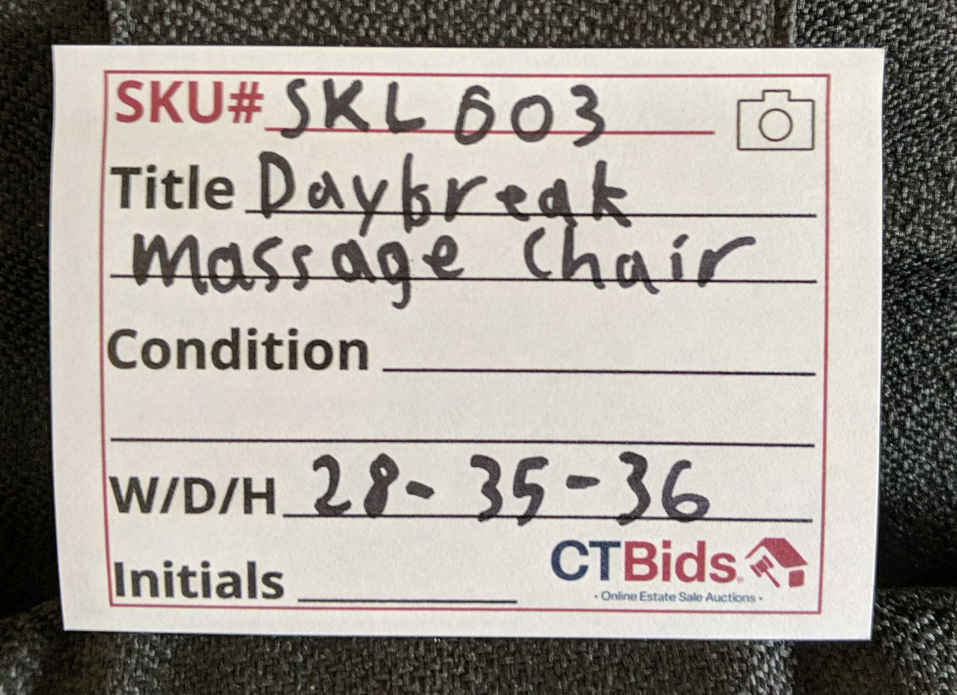 SKU# SKL 603
Title Daybreak
Massage Chair
Condition
W/D/H 28-35-36
Initials
CTBids
• Online Estate Sale Auctions •